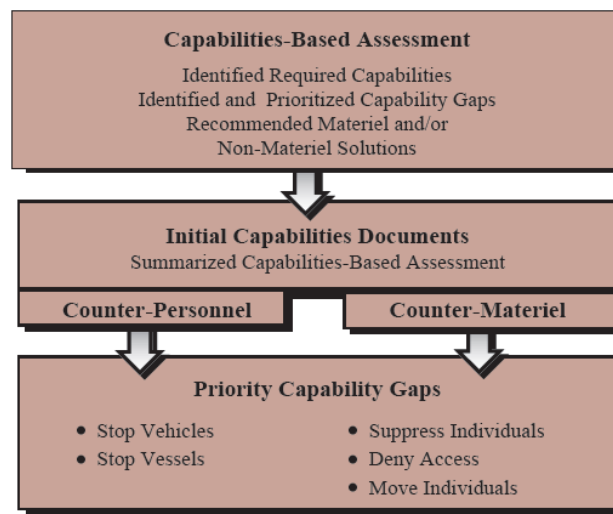 Capabilities-Based Assessment
Identified Required Capabilities
Identified and Prioritized Capability Gaps
Recommended Materiel and/or
Non-Materiel Solutions
Initial Capabilities Documents
Summarized Capabilities-Based Assessment
Counter-Personnel
Counter-Materiel
Priority Capability Gaps
• Stop Vehicles
• Stop Vessels
• Suppress Individuals
• Deny Access
• Move Individuals